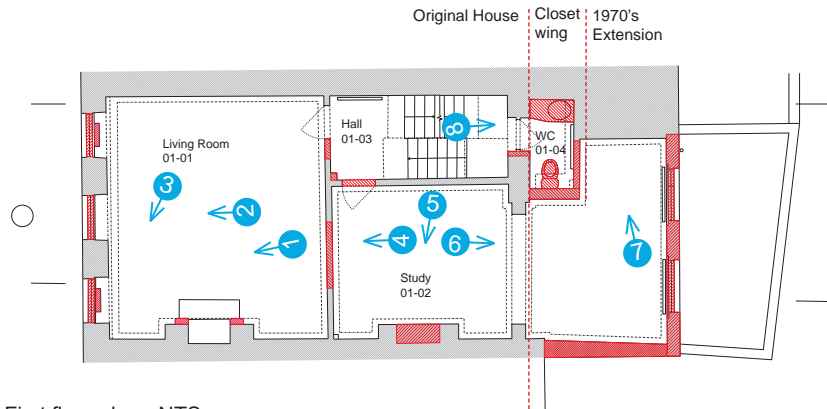 Original House
Closet
wing
1970's
Extension
Living Room
01-01
Hall
01-03
8
WC
01-04
3
2
1
5
4
6
7
Study
01-02